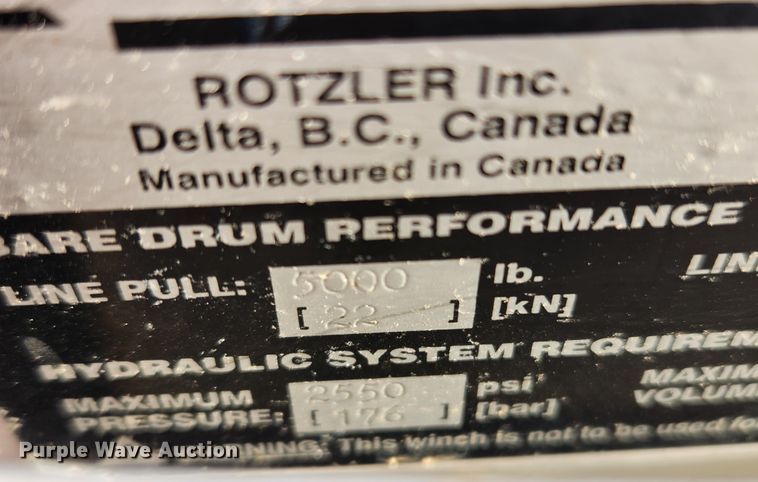 ROTZLER Inc.
Delta, B.C., Canada
Manufactured in Canada
BARE DRUM PERFORMANCE
LINE PULL: 5000 lb. LIN
[ 22 ] [kN]
HYDRAULIC SYSTEM REQUIREM
MAXIMUM 2550 psi MAXIM
PRESSURE: [ 176 ] [bar] VOLUM
WARNING: This winch is not to be used fo
Purple Wave Auction